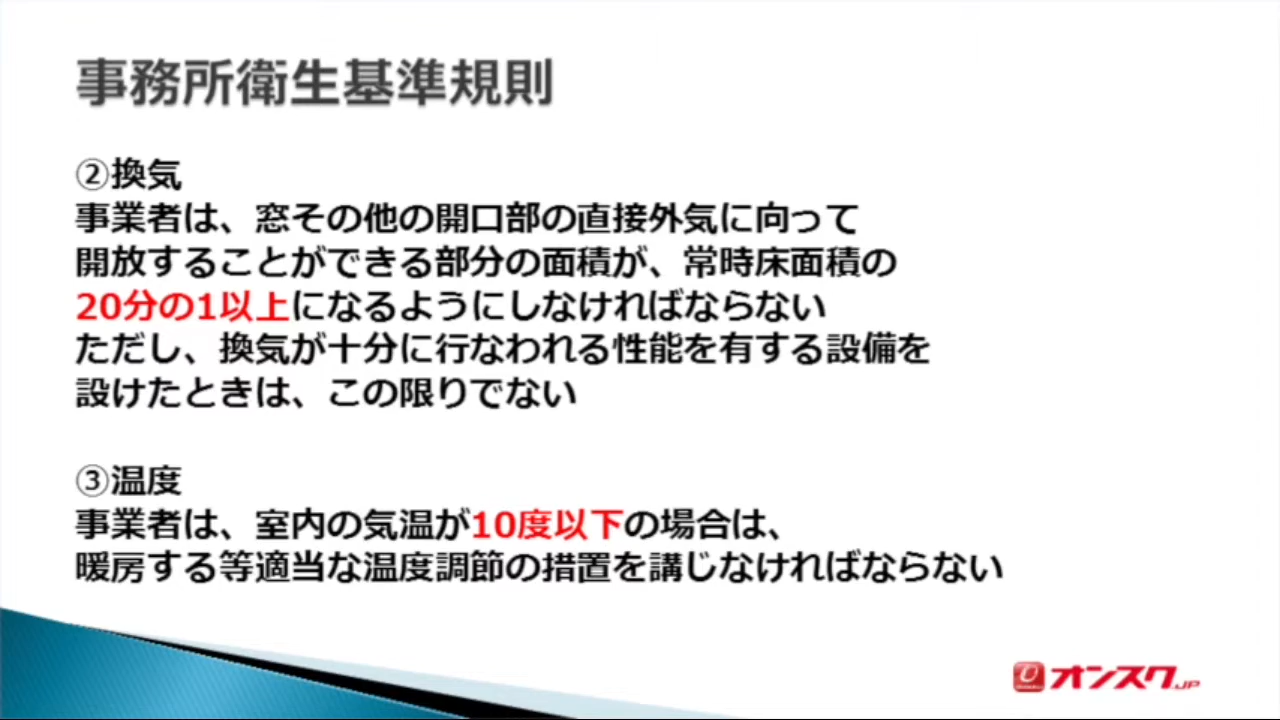 事務所衛生基準規則
②換気
事業者は、窓その他の開口部の直接外気に向って
開放することができる部分の面積が、常時床面積の
20分の1以上になるようにしなければならない
ただし、換気が十分に行なわれる性能を有する設備を
設けたときは、この限りでない
③温度
事業者は、室内の気温が10度以下の場合は、
暖房する等適当な温度調節の措置を講じなければならない
オンスク.JP